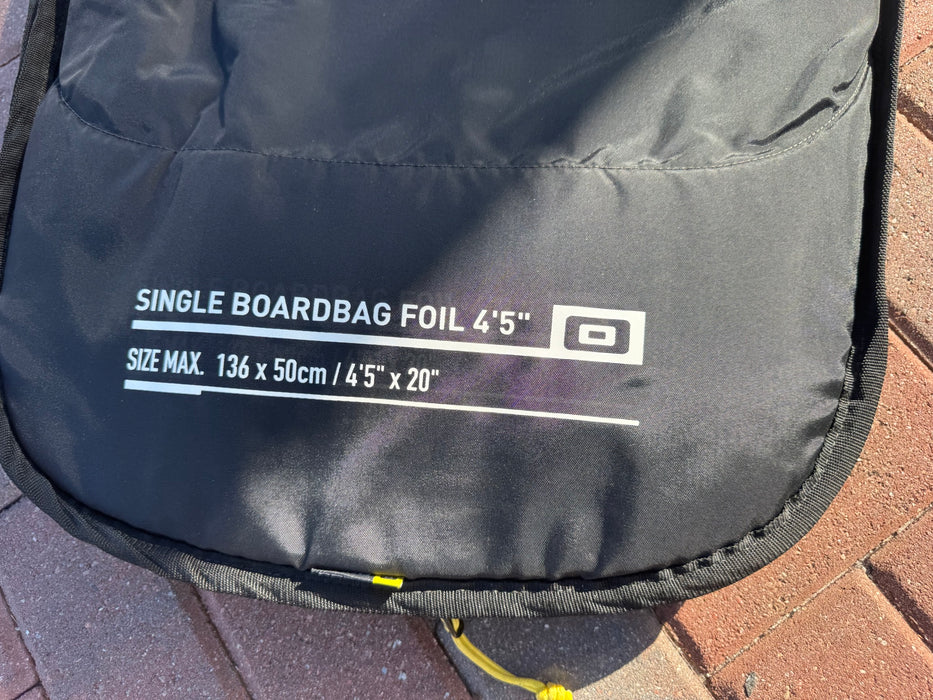 SINGLE BOARDBAG FOIL 4'5"
SIZE MAX. 136 x 50cm / 4'5" x 20"